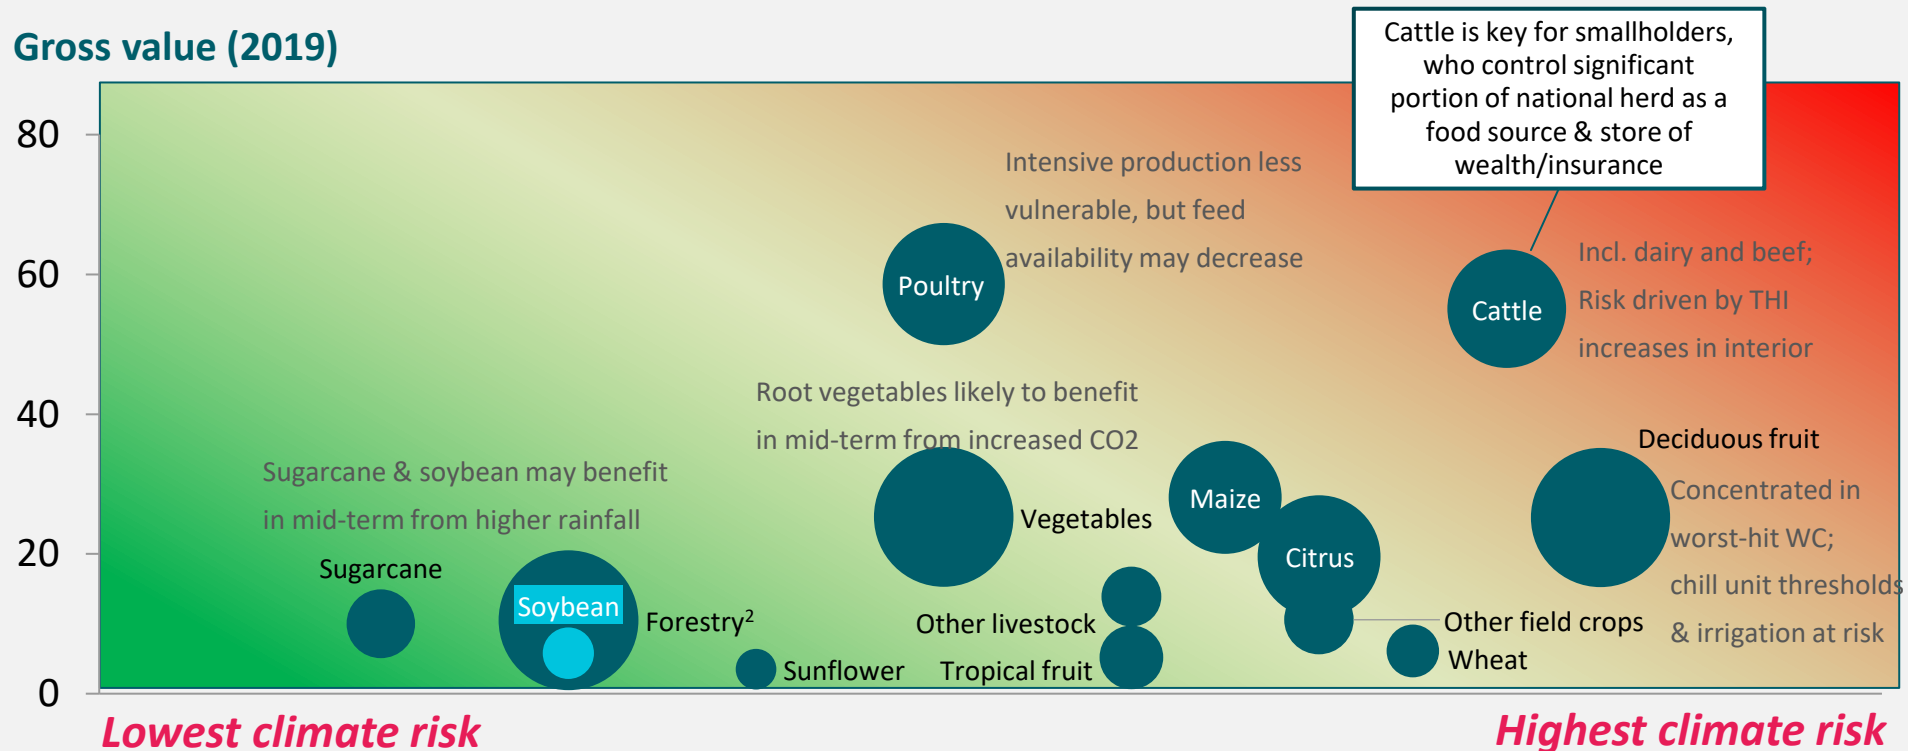 Gross value (2019)
Cattle is key for smallholders,
who control significant
portion of national herd as a
food source & store of
wealth/insurance
80
60
40
20
0
Intensive production less
vulnerable, but feed
availability may decrease
Poultry
Incl. dairy and beef;
Risk driven by THI
increases in interior
Cattle
Root vegetables likely to benefit
in mid-term from increased CO2
Vegetables
Sugarcane & soybean may benefit
in mid-term from higher rainfall
Sugarcane
Soybean
Forestry²
Sunflower
Maize
Citrus
Other livestock
Tropical fruit
Other field crops
Wheat
Deciduous fruit
Concentrated in
worst-hit WC;
chill unit thresholds
& irrigation at risk
Lowest climate risk
Highest climate risk